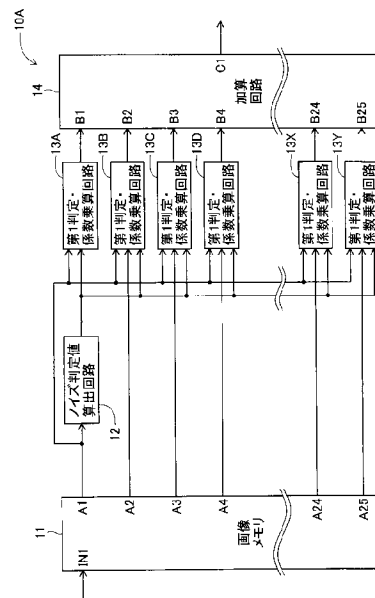 10A
11
IN1
画像
メモリ
A1
A2
A3
A4
A24
A25
ノイズ判定値
算出回路
12
13A
第1判定・
係数乗算回路
13B
第1判定・
係数乗算回路
13C
第1判定・
係数乗算回路
13D
第1判定・
係数乗算回路
13X
第1判定・
係数乗算回路
13Y
第1判定・
係数乗算回路
14
B1
B2
B3
B4
B24
B25
加算
回路
C1